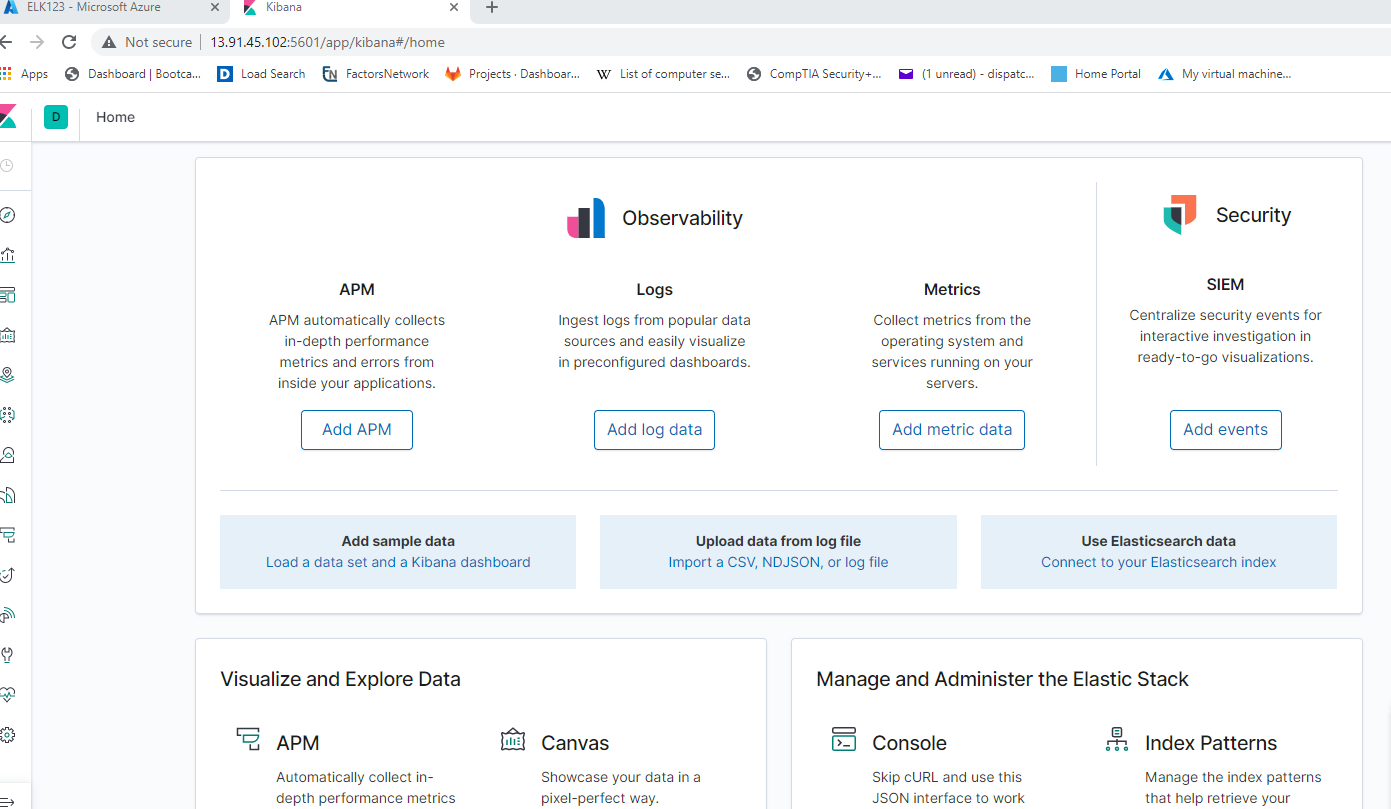 ELK123 - Microsoft Azure
Kibana
Not secure | 13.91.45.102:5601/app/kibana#/home
Apps
Dashboard | Bootca...
Load Search
FactorsNetwork
Projects · Dashboar...
List of computer se...
CompTIA Security+...
(1 unread) - dispatc...
Home Portal
My virtual machine...
D
Home
Observability
Security
APM
APM automatically collects
in-depth performance
metrics and errors from
inside your applications.
Add APM
Logs
Ingest logs from popular data
sources and easily visualize
in preconfigured dashboards.
Add log data
Metrics
Collect metrics from the
operating system and
services running on your
servers.
Add metric data
SIEM
Centralize security events for
interactive investigation in
ready-to-go visualizations.
Add events
Add sample data
Load a data set and a Kibana dashboard
Upload data from log file
Import a CSV, NDJSON, or log file
Use Elasticsearch data
Connect to your Elasticsearch index
Visualize and Explore Data
APM
Automatically collect in-
depth performance metrics
Canvas
Showcase your data in a
pixel-perfect way.
Manage and Administer the Elastic Stack
Console
Skip cURL and use this
JSON interface to work
Index Patterns
Manage the index patterns
that help retrieve your